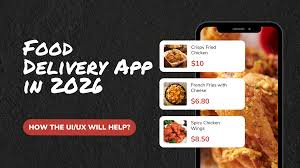 Food
Delivery App
in 2026
HOW THE UI/UX WILL HELP?
Crispy Fried
Chicken
$10
French Fries with
Cheese
$6.80
Spicy Chicken
Wings
$8.50